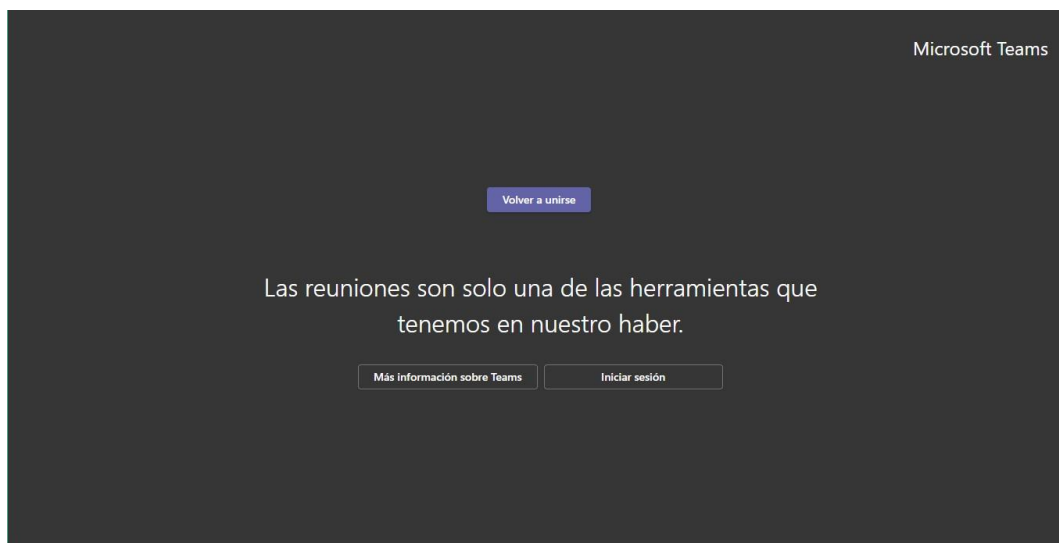 Microsoft Teams
Volver a unirse
Las reuniones son solo una de las herramientas que
tenemos en nuestro haber.
Más información sobre Teams
Iniciar sesión